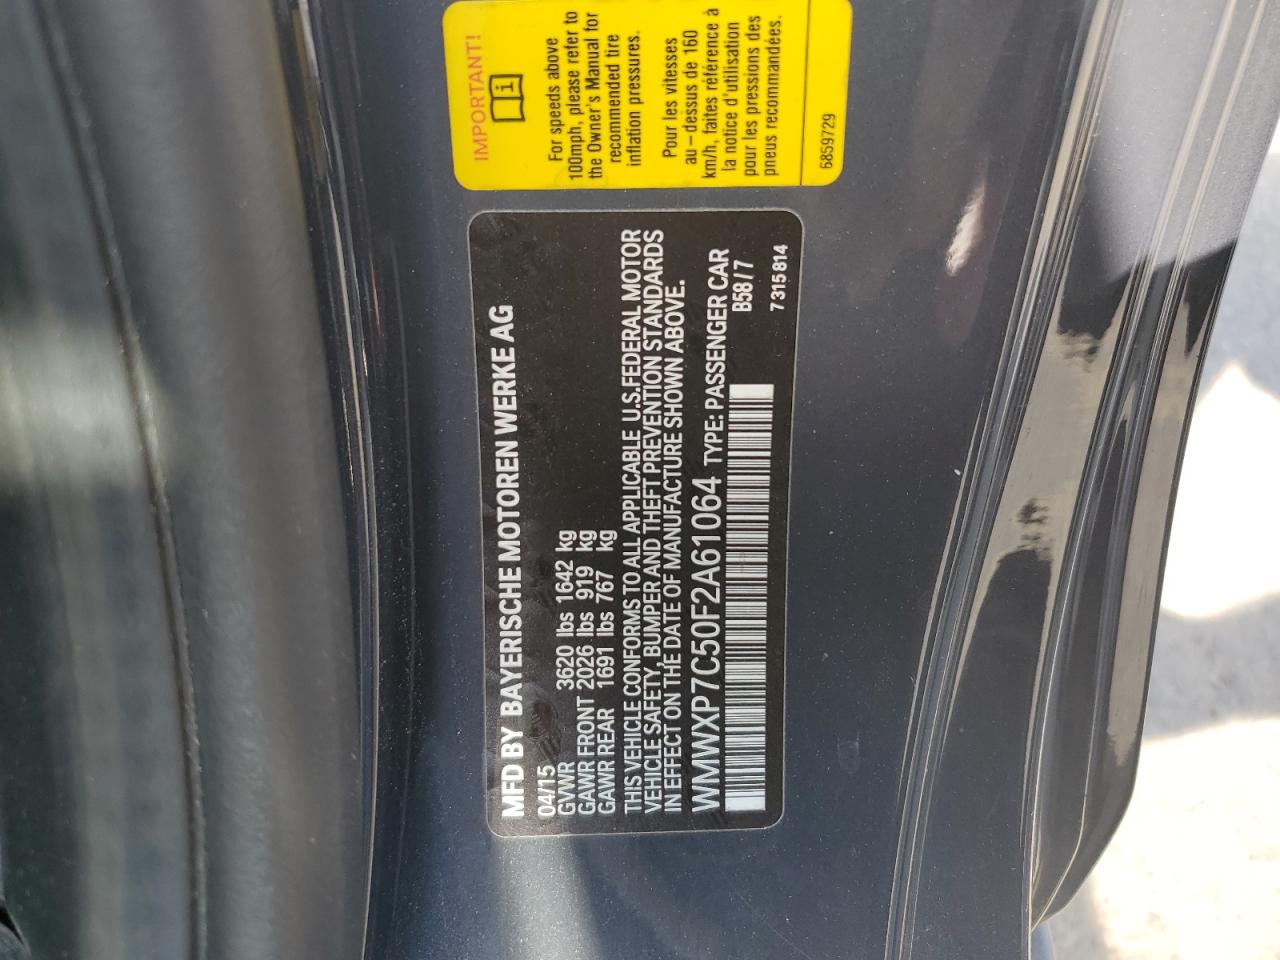 MFD BY BAYERISCHE MOTOREN WERKE AG
04/15
GVWR 3620 lbs 1642 kg
GAWR FRONT 2026 lbs 919 kg
GAWR REAR 1691 lbs 767 kg
THIS VEHICLE CONFORMS TO ALL APPLICABLE U.S.FEDERAL MOTOR
VEHICLE SAFETY, BUMPER AND THEFT PREVENTION STANDARDS
IN EFFECT ON THE DATE OF MANUFACTURE SHOWN ABOVE.
WMWXP7C50F2A61064 TYPE: PASSENGER CAR
B58/7
7315814
IMPORTANT!
i
For speeds above
100mph, please refer to
the Owner's Manual for
recommended tire
inflation pressures.
Pour les vitesses
au-dessus de 160
km/h, faites référence à
la notice d'utilisation
pour les pressions des
pneus recommandées.
6859729